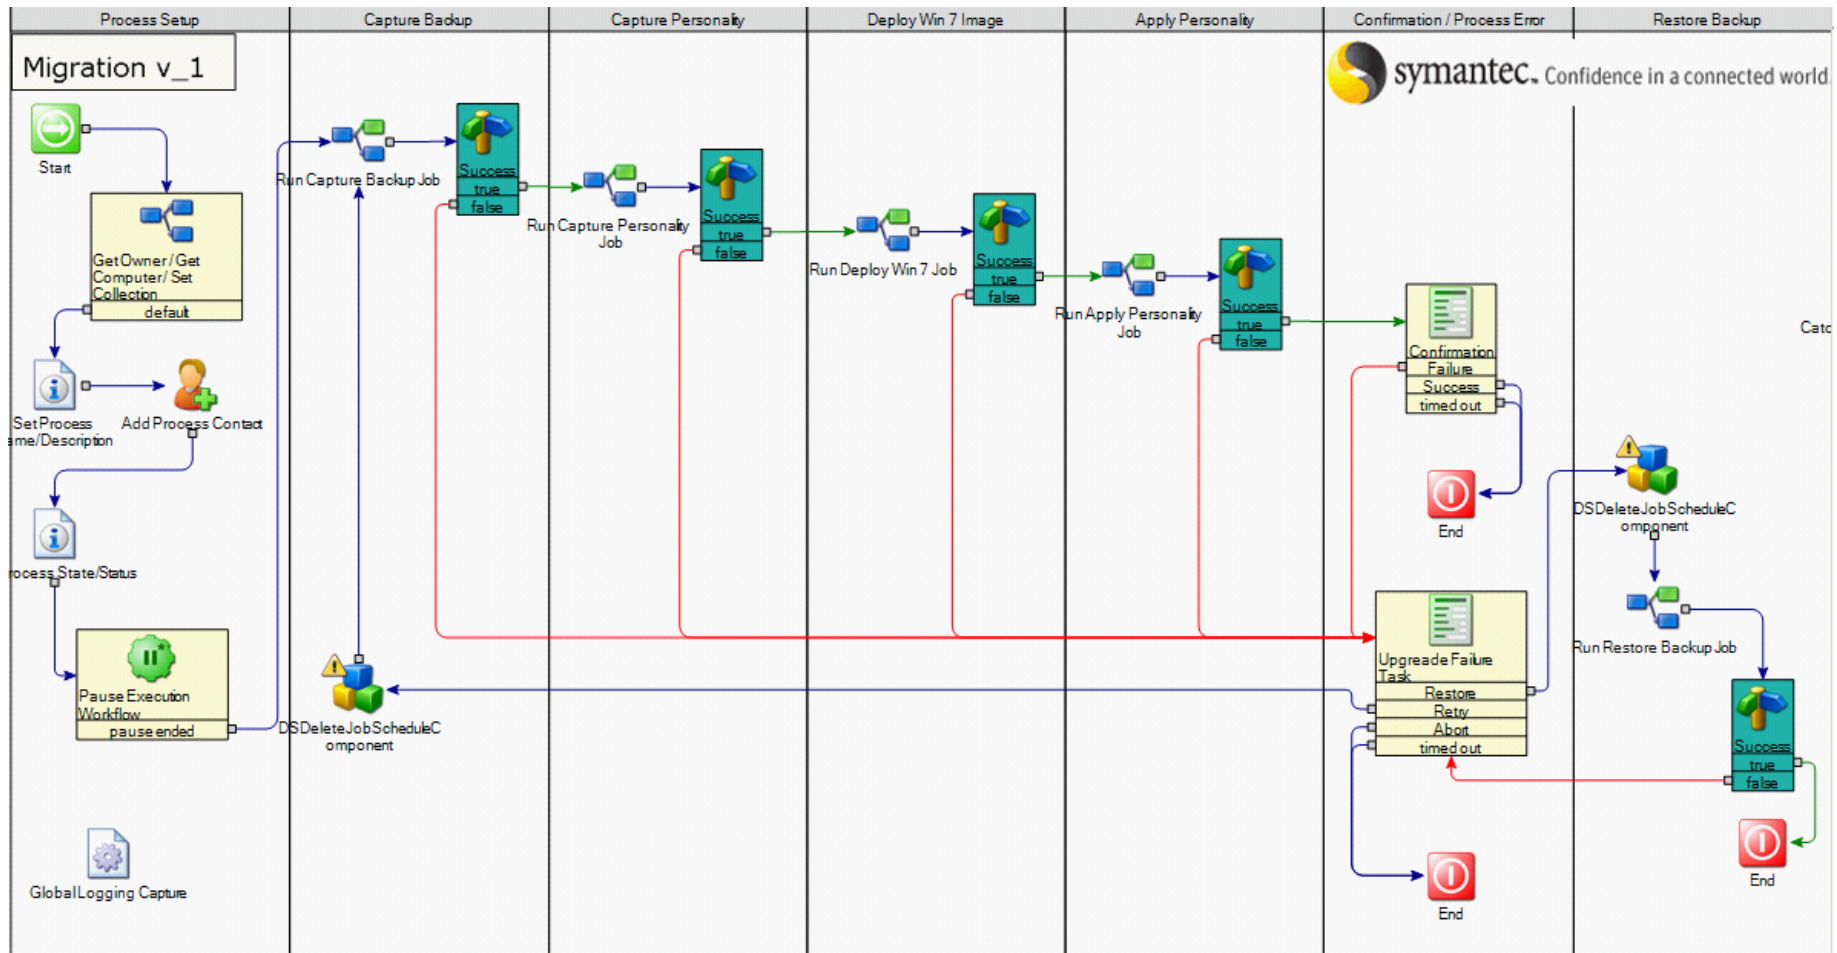 Process Setup
Capture Backup
Capture Personality
Deploy Win 7 Image
Apply Personality
Confirmation / Process Error
Restore Backup
Migration v_1
symantec. Confidence in a connected world.
Start
Get Owner / Get
Computer / Set
Collection
default
Set Process
ame/Description
Add Process Contact
rocess State/Status
Pause Execution
Workflow
pause ended
Global Logging Capture
Run Capture Backup Job
Success
true
false
DSDeleteJobScheduleC
omponent
Run Capture Personality
Job
Success
true
false
Run Deploy Win 7 Job
Success
true
false
Run Apply Personality
Job
Success
true
false
Confirmation
Failure
Success
timed out
End
Upgreade Failure
Task
Restore
Retry
Abort
timed out
End
Catc
DSDeleteJobScheduleC
omponent
Run Restore Backup Job
Success
true
false
End